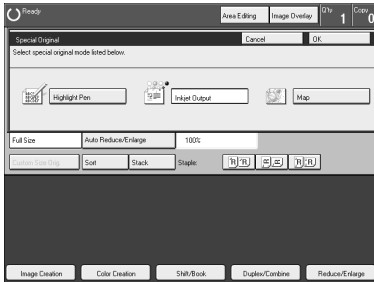 Ready
Area Editing Image Overlay Q'ty 1 Copy 0
Special Original Cancel OK
Select special original mode listed below.
Highlight Pen Inkjet Output Map
Full Size Auto Reduce/Enlarge 100%
Custom Size Orig. Sort Stack Staple:
Image Creation Color Creation Shift/Book Duplex/Combine Reduce/Enlarge